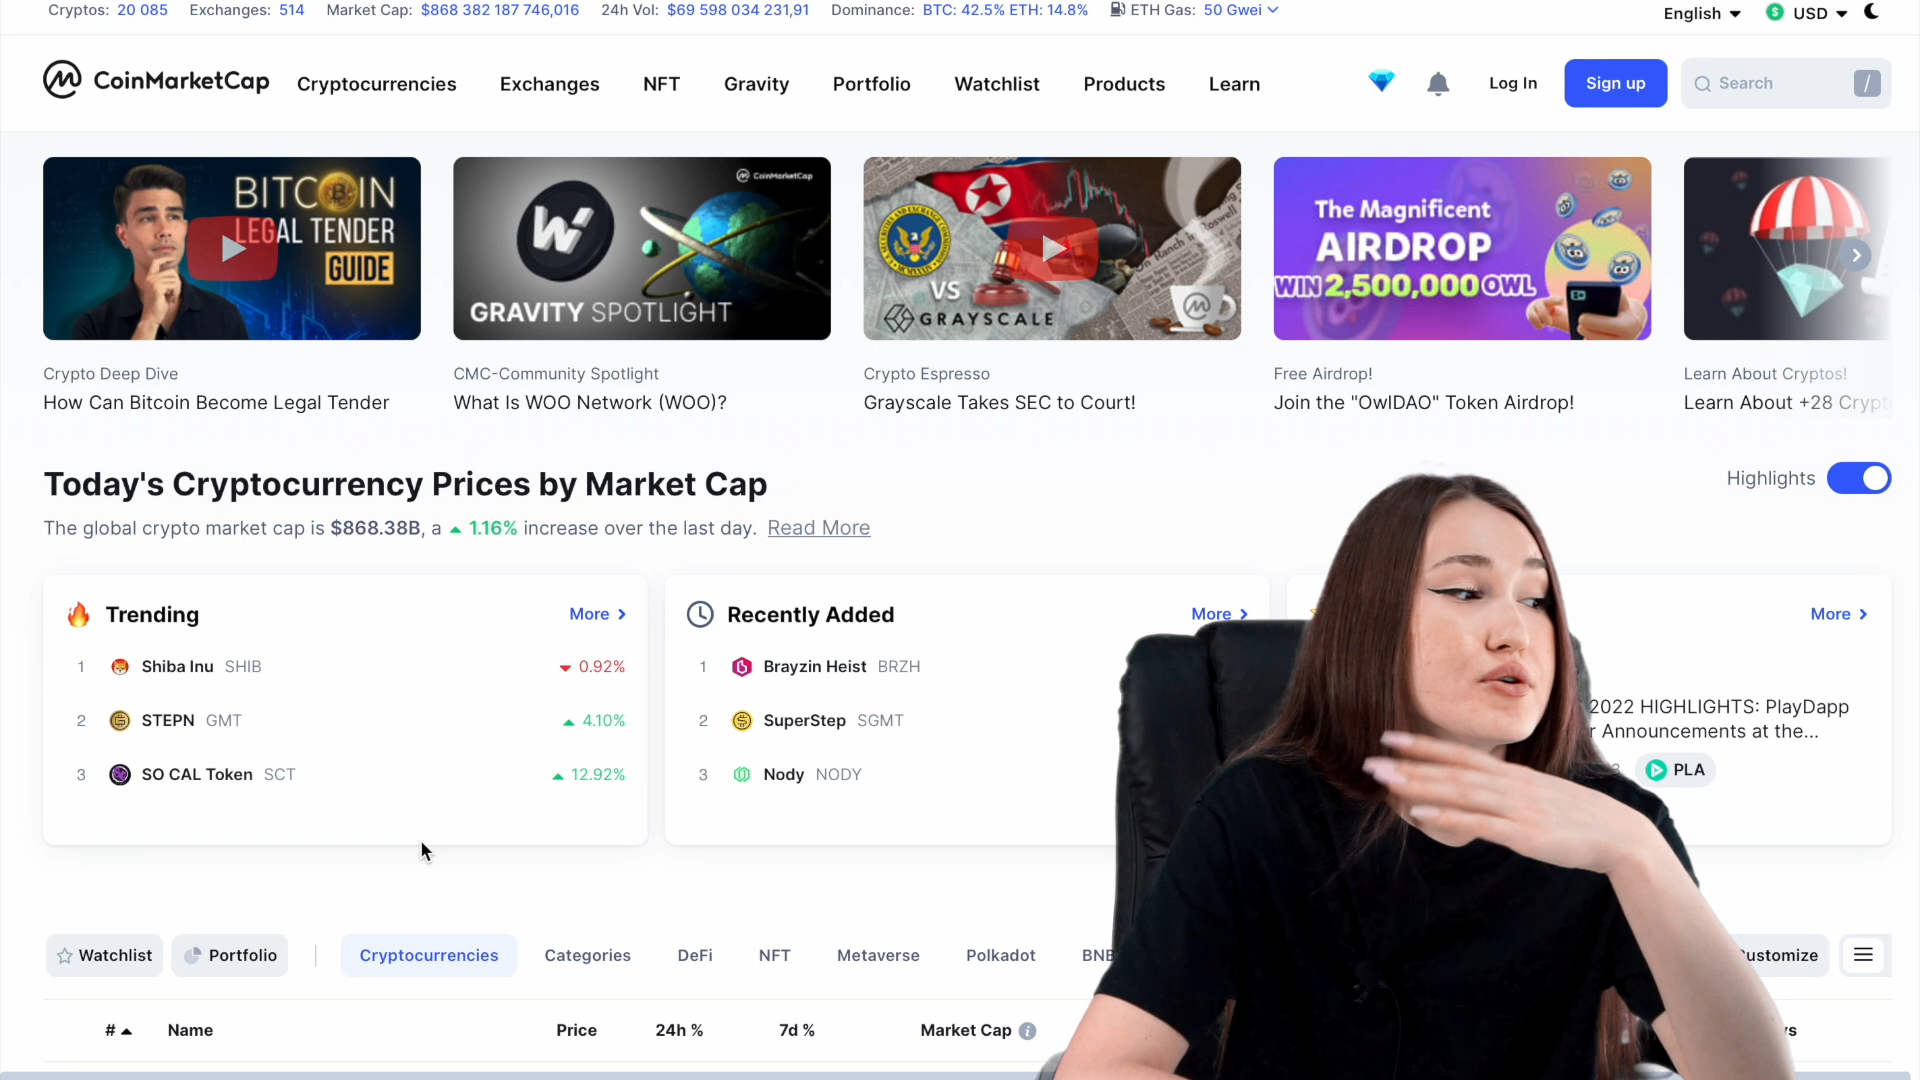 Cryptos: 20 085 Exchanges: 514 Market Cap: $868 382 187 746,016 24h Vol: $69 598 034 231,91 Dominance: BTC: 42.5% ETH: 14.8% ETH Gas: 50 Gwei
English USD
CoinMarketCap Cryptocurrencies Exchanges NFT Gravity Portfolio Watchlist Products Learn Log In Sign up Search /
BITCOIN
LEGAL TENDER
GUIDE
CoinMarketCap
GRAVITY SPOTLIGHT
VS
GRAYSCALE
The Magnificent
AIRDROP
WIN 2,500,000 OWL
Crypto Deep Dive
How Can Bitcoin Become Legal Tender
CMC-Community Spotlight
What Is WOO Network (WOO)?
Crypto Espresso
Grayscale Takes SEC to Court!
Free Airdrop!
Join the "OwlDAO" Token Airdrop!
Learn About Cryptos!
Learn About +28 Crypt
Today's Cryptocurrency Prices by Market Cap
Highlights
The global crypto market cap is $868.38B, a 1.16% increase over the last day. Read More
Trending More
1 Shiba Inu SHIB 0.92%
2 STEPN GMT 4.10%
3 SO CAL Token SCT 12.92%
Recently Added More
1 Brayzin Heist BRZH
2 SuperStep SGMT
3 Nody NODY
More
2022 HIGHLIGHTS: PlayDapp
r Announcements at the...
PLA
Watchlist Portfolio Cryptocurrencies Categories DeFi NFT Metaverse Polkadot BNB ustomize
# Name Price 24h % 7d % Market Cap